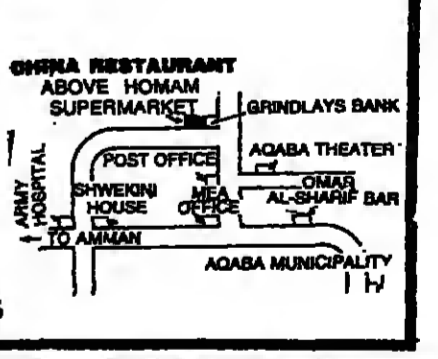 CHINA RESTAURANT
ABOVE HOMAM
SUPERMARKET
GRINDLAYS BANK
POST OFFICE
AQABA THEATER
OMAR
AL-SHARIF BAR
MEA
OFFICE
SHWEKINI
HOUSE
ARMY
HOSPITAL
TO AMMAN
AQABA MUNICIPALITY